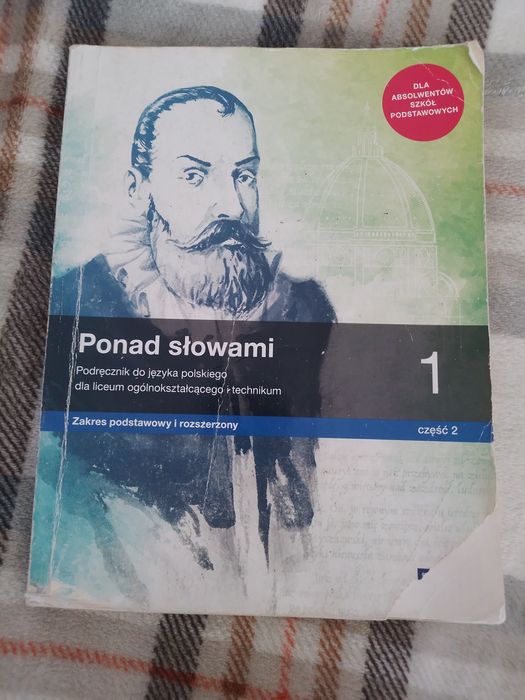 DLA
ABSOLWENTÓW
SZKÓŁ
PODSTAWOWYCH
Ponad słowami
1
Podręcznik do języka polskiego
dla liceum ogólnokształcącego i technikum
Zakres podstawowy i rozszerzony
część 2